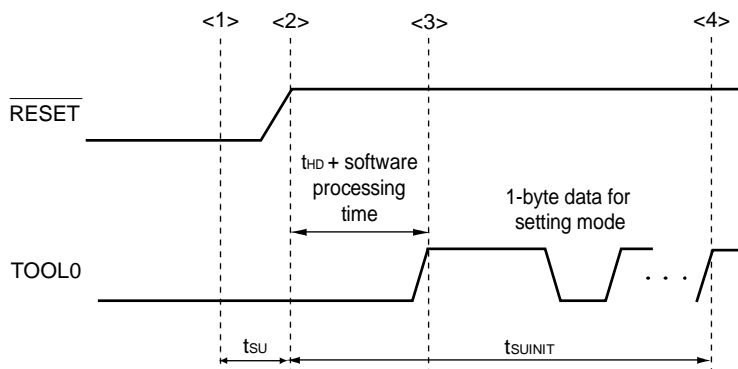 <1> <2> <3> <4>
RESET
tHD + software
processing
time
1-byte data for
setting mode
TOOL0
. . .
tSU
tSUINIT